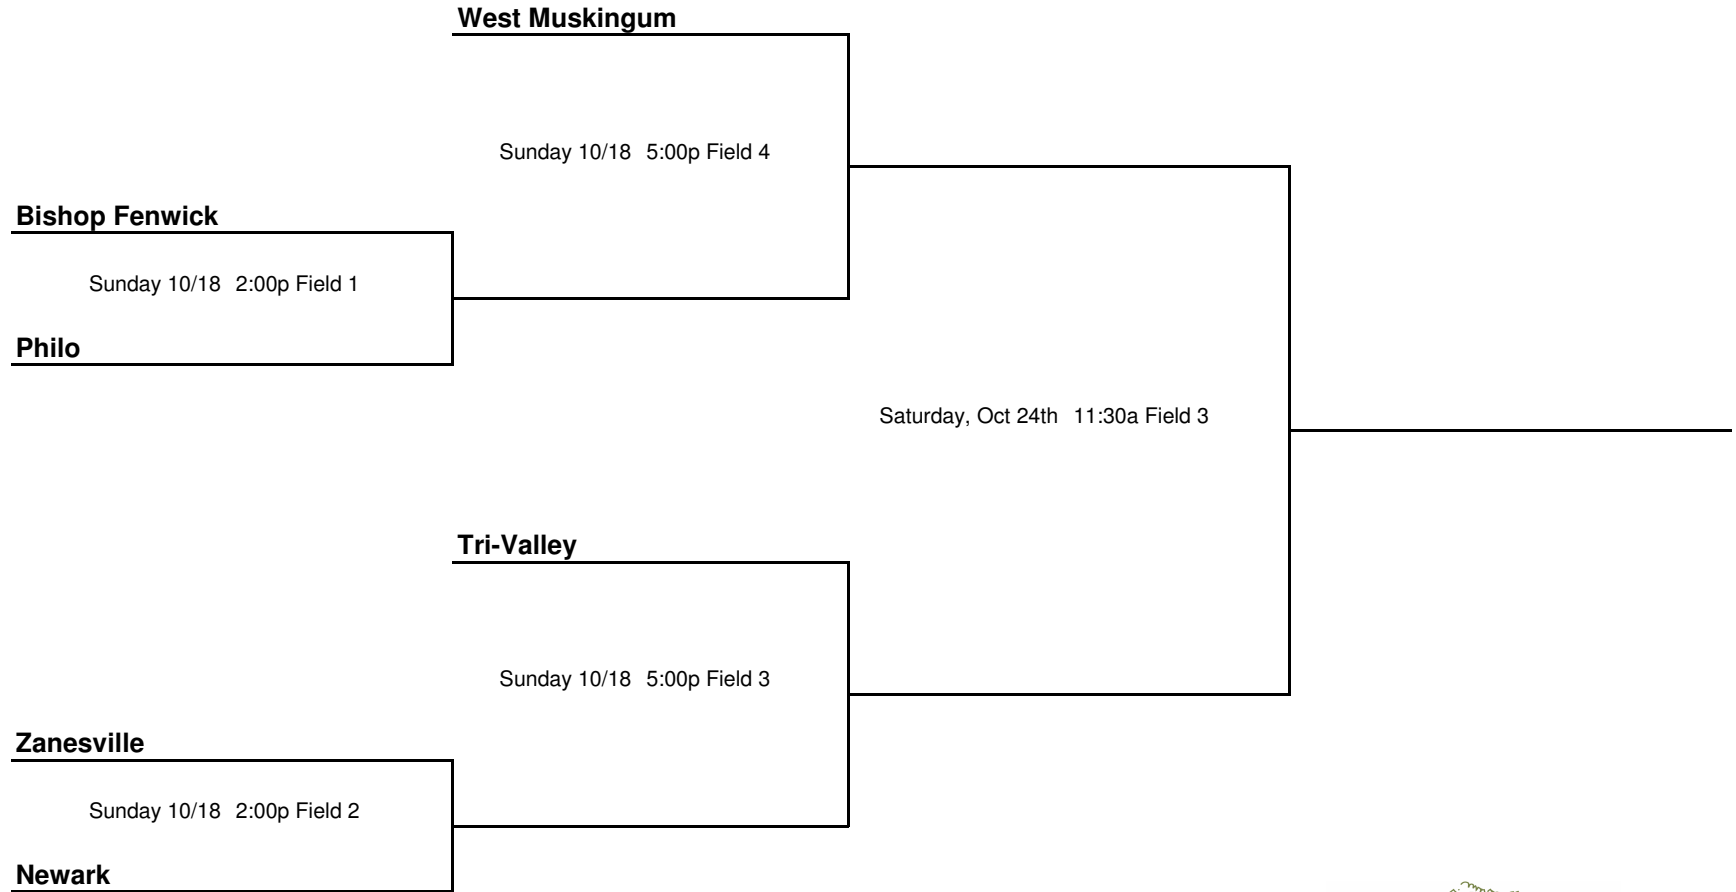 West Muskingum
Sunday 10/18 5:00p Field 4
Bishop Fenwick
Sunday 10/18 2:00p Field 1
Philo
Saturday, Oct 24th 11:30a Field 3
Tri-Valley
Sunday 10/18 5:00p Field 3
Zanesville
Sunday 10/18 2:00p Field 2
Newark